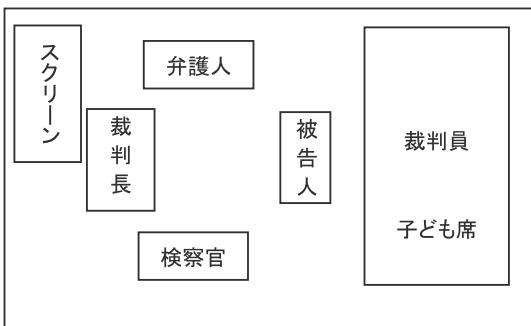 スクリーン
弁護人
裁判長
被告人
検察官
裁判員
子ども席